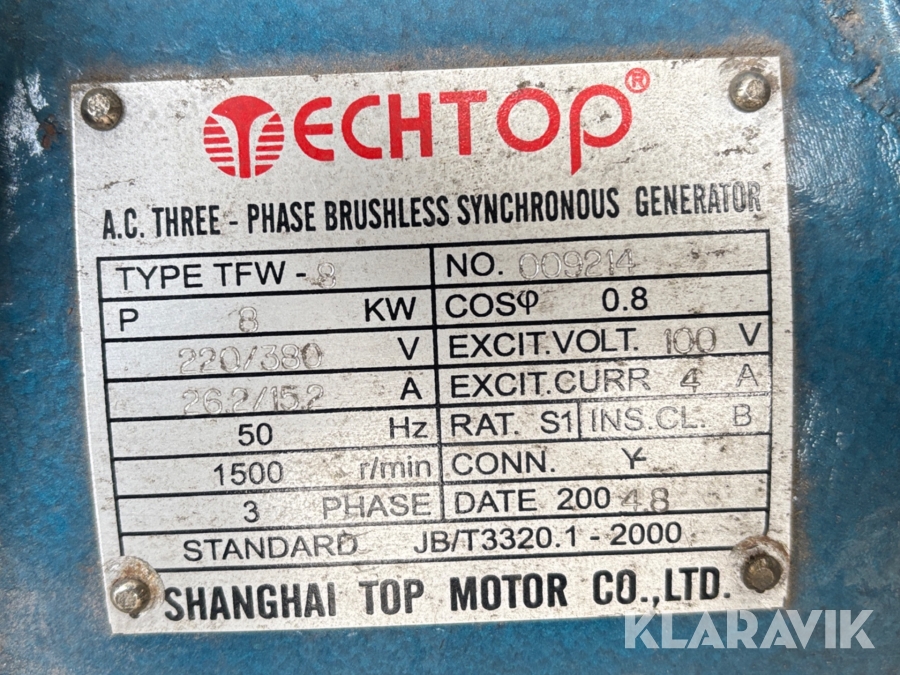 TECHTOP®
A.C. THREE - PHASE BRUSHLESS SYNCHRONOUS GENERATOR
TYPE TFW - 8 NO. 009214
P 8 KW COSφ 0.8
220/380 V EXCIT.VOLT. 100 V
26.2/15.2 A EXCIT.CURR 4 A
50 Hz RAT. S1 INS.CL. B
1500 r/min CONN. Y
3 PHASE DATE 2004.8
STANDARD JB/T3320.1 - 2000
SHANGHAI TOP MOTOR CO.,LTD.
KLARAVIK